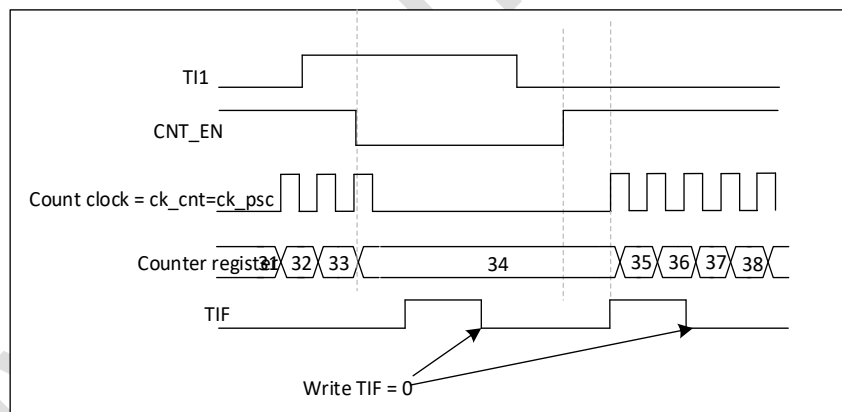 TI1
CNT_EN
Count clock = ck_cnt=ck_psc
Counter register 31 32 33 34 35 36 37 38
TIF
Write TIF = 0